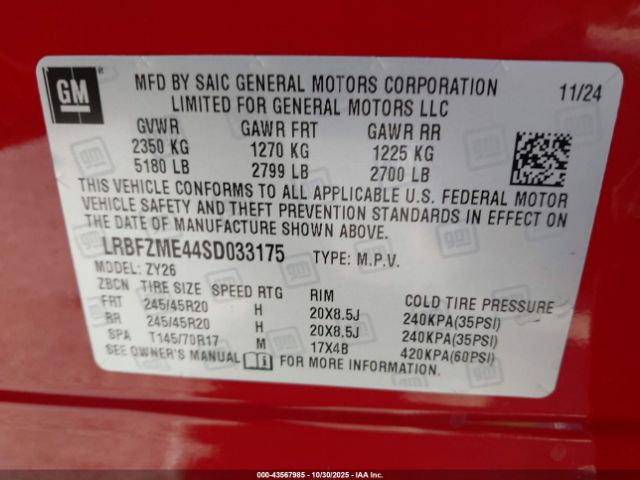 GM
MFD BY SAIC GENERAL MOTORS CORPORATION 11/24
LIMITED FOR GENERAL MOTORS LLC
GVWR GAWR FRT GAWR RR
2350 KG 1270 KG 1225 KG
5180 LB 2799 LB 2700 LB
THIS VEHICLE CONFORMS TO ALL APPLICABLE U.S. FEDERAL MOTOR
VEHICLE SAFETY AND THEFT PREVENTION STANDARDS IN EFFECT ON
THE DATE OF MANUFACTURE SHOWN ABOVE.
LRBFZME44SD033175 TYPE: M.P.V.
MODEL: ZY26
ZBCN TIRE SIZE SPEED RTG RIM COLD TIRE PRESSURE
FRT 245/45R20 H 20X8.5J 240KPA(35PSI)
RR 245/45R20 H 20X8.5J 240KPA(35PSI)
SPA T145/70R17 M 17X4B 420KPA(60PSI)
SEE OWNER'S MANUAL FOR MORE INFORMATION.
000-43567985 - 10/30/2025 - IAA Inc.